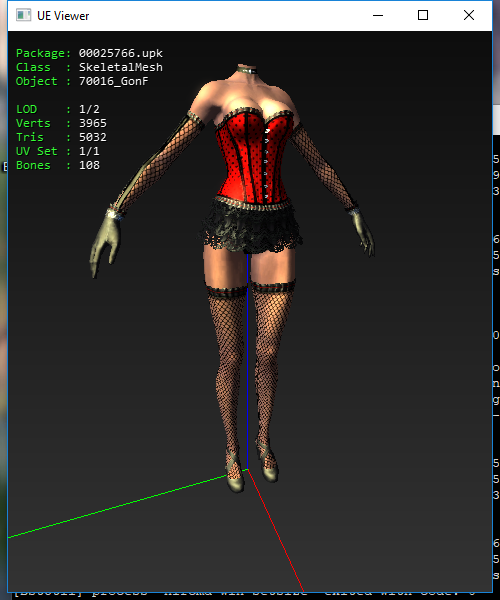 UE Viewer
Package: 00025766.upk
Class : SkeletalMesh
Object : 70016_GonF
LOD : 1/2
Verts : 3965
Tris : 5032
UV Set : 1/1
Bones : 108